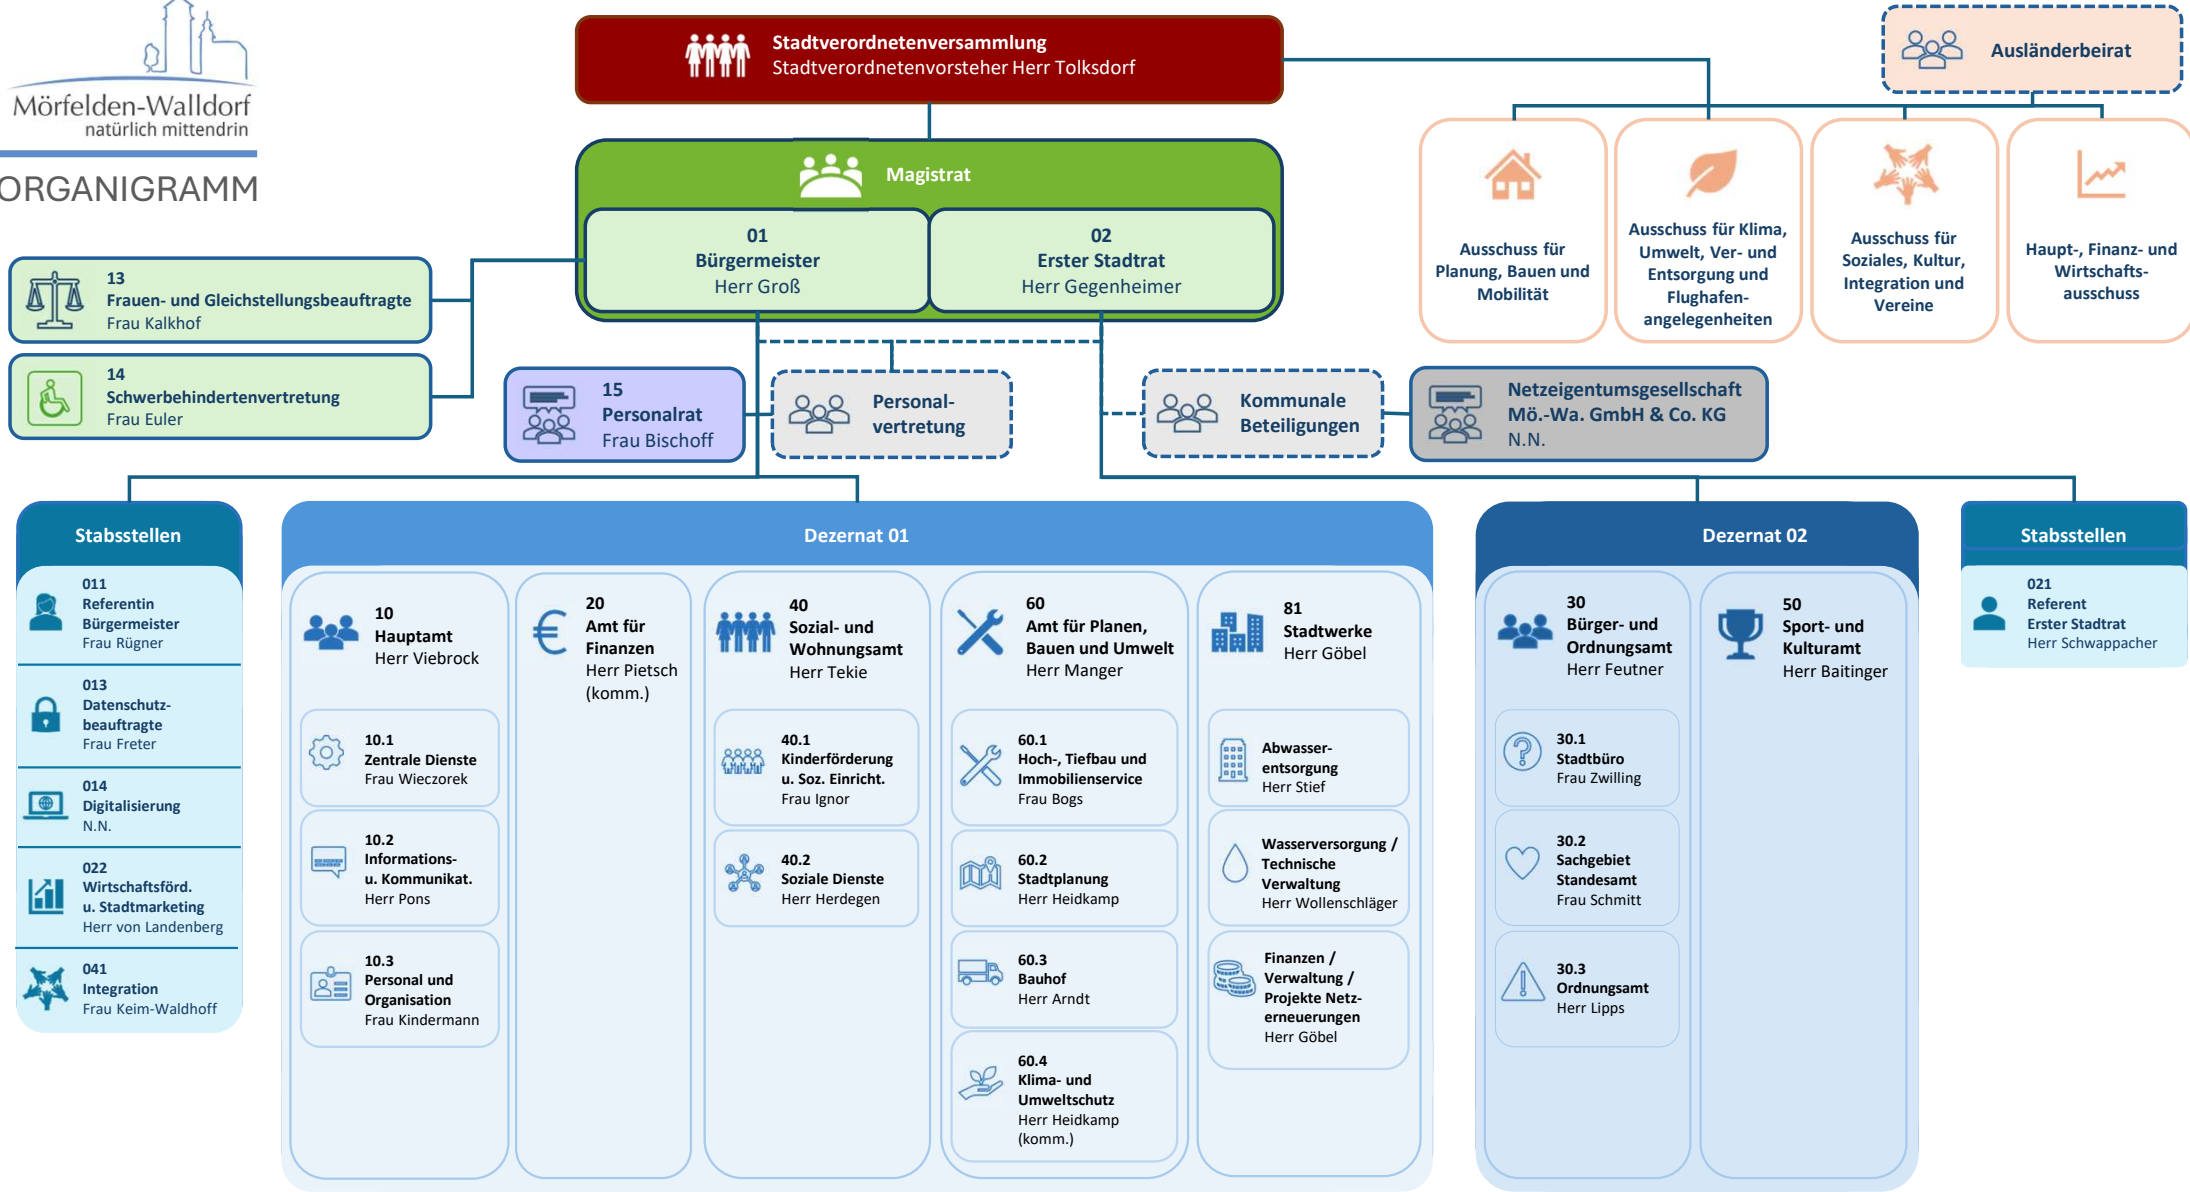 Mörfelden-Walldorf
natürlich mittendrin
ORGANIGRAMM
Stadtverordnetenversammlung
Stadtverordnetenvorsteher Herr Tolksdorf
Ausländerbeirat
Magistrat
01
Bürgermeister
Herr Groß
02
Erster Stadtrat
Herr Gegenheimer
Ausschuss für
Planung, Bauen und
Mobilität
Ausschuss für Klima,
Umwelt, Ver- und
Entsorgung und
Flughafen-
angelegenheiten
Ausschuss für
Soziales, Kultur,
Integration und
Vereine
Haupt-, Finanz- und
Wirtschafts-
ausschuss
13
Frauen- und Gleichstellungsbeauftragte
Frau Kalkhof
14
Schwerbehindertenvertretung
Frau Euler
15
Personalrat
Frau Bischoff
Personal-
vertretung
Kommunale
Beteiligungen
Netzeigentumsgesellschaft
Mö.-Wa. GmbH & Co. KG
N.N.
Stabsstellen
011
Referentin
Bürgermeister
Frau Rügner
013
Datenschutz-
beauftragte
Frau Freter
014
Digitalisierung
N.N.
022
Wirtschaftsförd.
u. Stadtmarketing
Herr von Landenberg
041
Integration
Frau Keim-Waldhoff
Dezernat 01
10
Hauptamt
Herr Viebrock
10.1
Zentrale Dienste
Frau Wieczorek
10.2
Informations-
u. Kommunikat.
Herr Pons
10.3
Personal und
Organisation
Frau Kindermann
20
Amt für
Finanzen
Herr Pietsch
(komm.)
40
Sozial- und
Wohnungsamt
Herr Tekie
40.1
Kinderförderung
u. Soz. Einricht.
Frau Ignor
40.2
Soziale Dienste
Herr Herdegen
60
Amt für Planen,
Bauen und Umwelt
Herr Manger
60.1
Hoch-, Tiefbau und
Immobilienservice
Frau Bogs
60.2
Stadtplanung
Herr Heidkamp
60.3
Bauhof
Herr Arndt
60.4
Klima- und
Umweltschutz
Herr Heidkamp
(komm.)
81
Stadtwerke
Herr Göbel
Abwasser-
entsorgung
Herr Stief
Wasserversorgung /
Technische
Verwaltung
Herr Wollenschläger
Finanzen /
Verwaltung /
Projekte Netz-
erneuerungen
Herr Göbel
Dezernat 02
30
Bürger- und
Ordnungsamt
Herr Feutner
30.1
Stadtbüro
Frau Zwilling
30.2
Sachgebiet
Standesamt
Frau Schmitt
30.3
Ordnungsamt
Herr Lipps
50
Sport- und
Kulturamt
Herr Baitinger
Stabsstellen
021
Referent
Erster Stadtrat
Herr Schwappacher